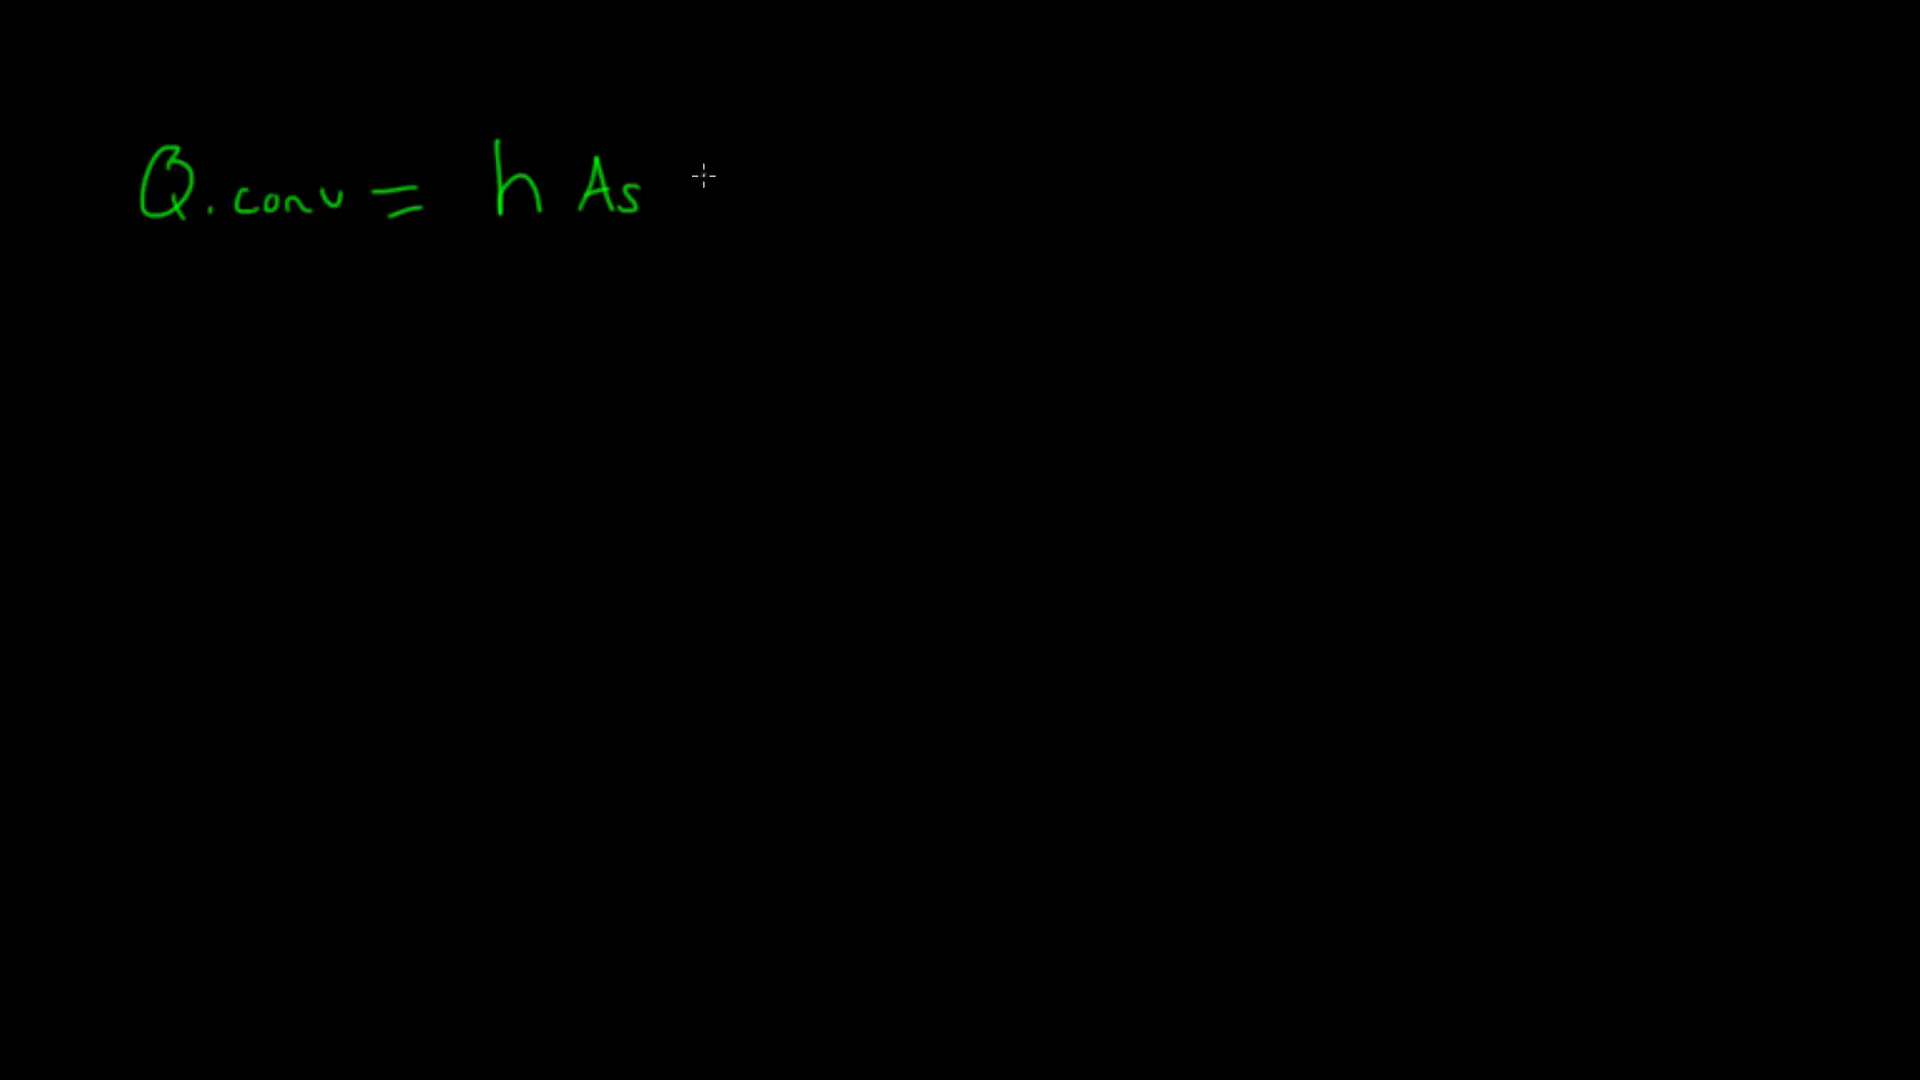 Q.conv = h As